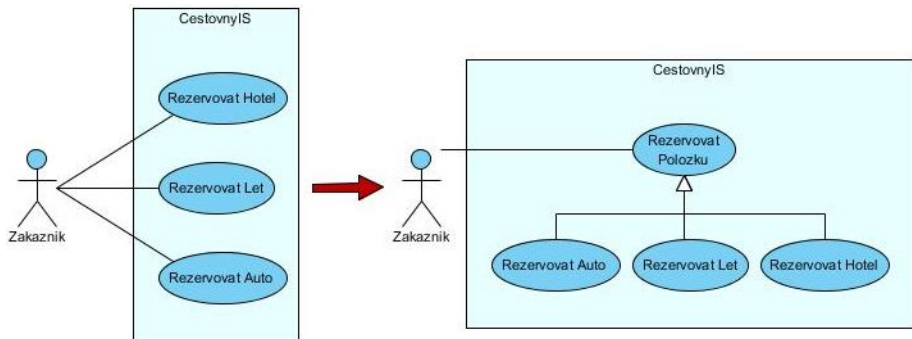 CestovnyIS
Rezervovat Hotel
Rezervovat Let
Rezervovat Auto
Zakaznik
CestovnyIS
Rezervovat
Polozku
Zakaznik
Rezervovat Auto
Rezervovat Let
Rezervovat Hotel